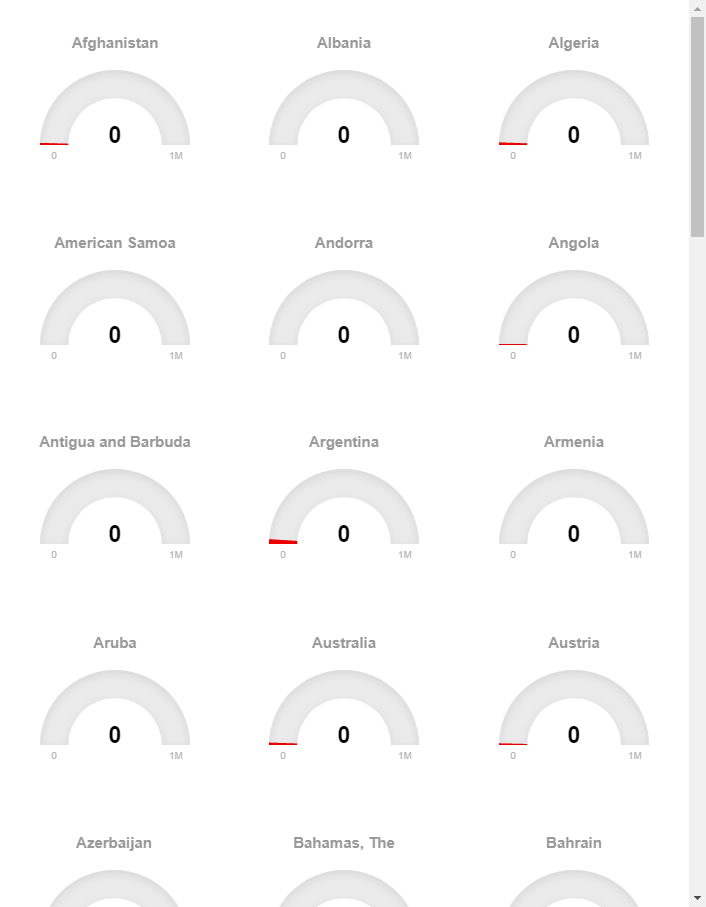 Afghanistan Albania Algeria
0 0 0
0 1M 0 1M 0 1M
American Samoa Andorra Angola
0 0 0
0 1M 0 1M 0 1M
Antigua and Barbuda Argentina Armenia
0 0 0
0 1M 0 1M 0 1M
Aruba Australia Austria
0 0 0
0 1M 0 1M 0 1M
Azerbaijan Bahamas, The Bahrain